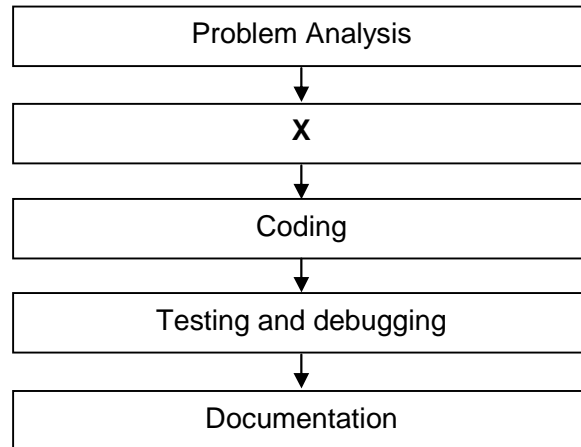 Problem Analysis
X
Coding
Testing and debugging
Documentation